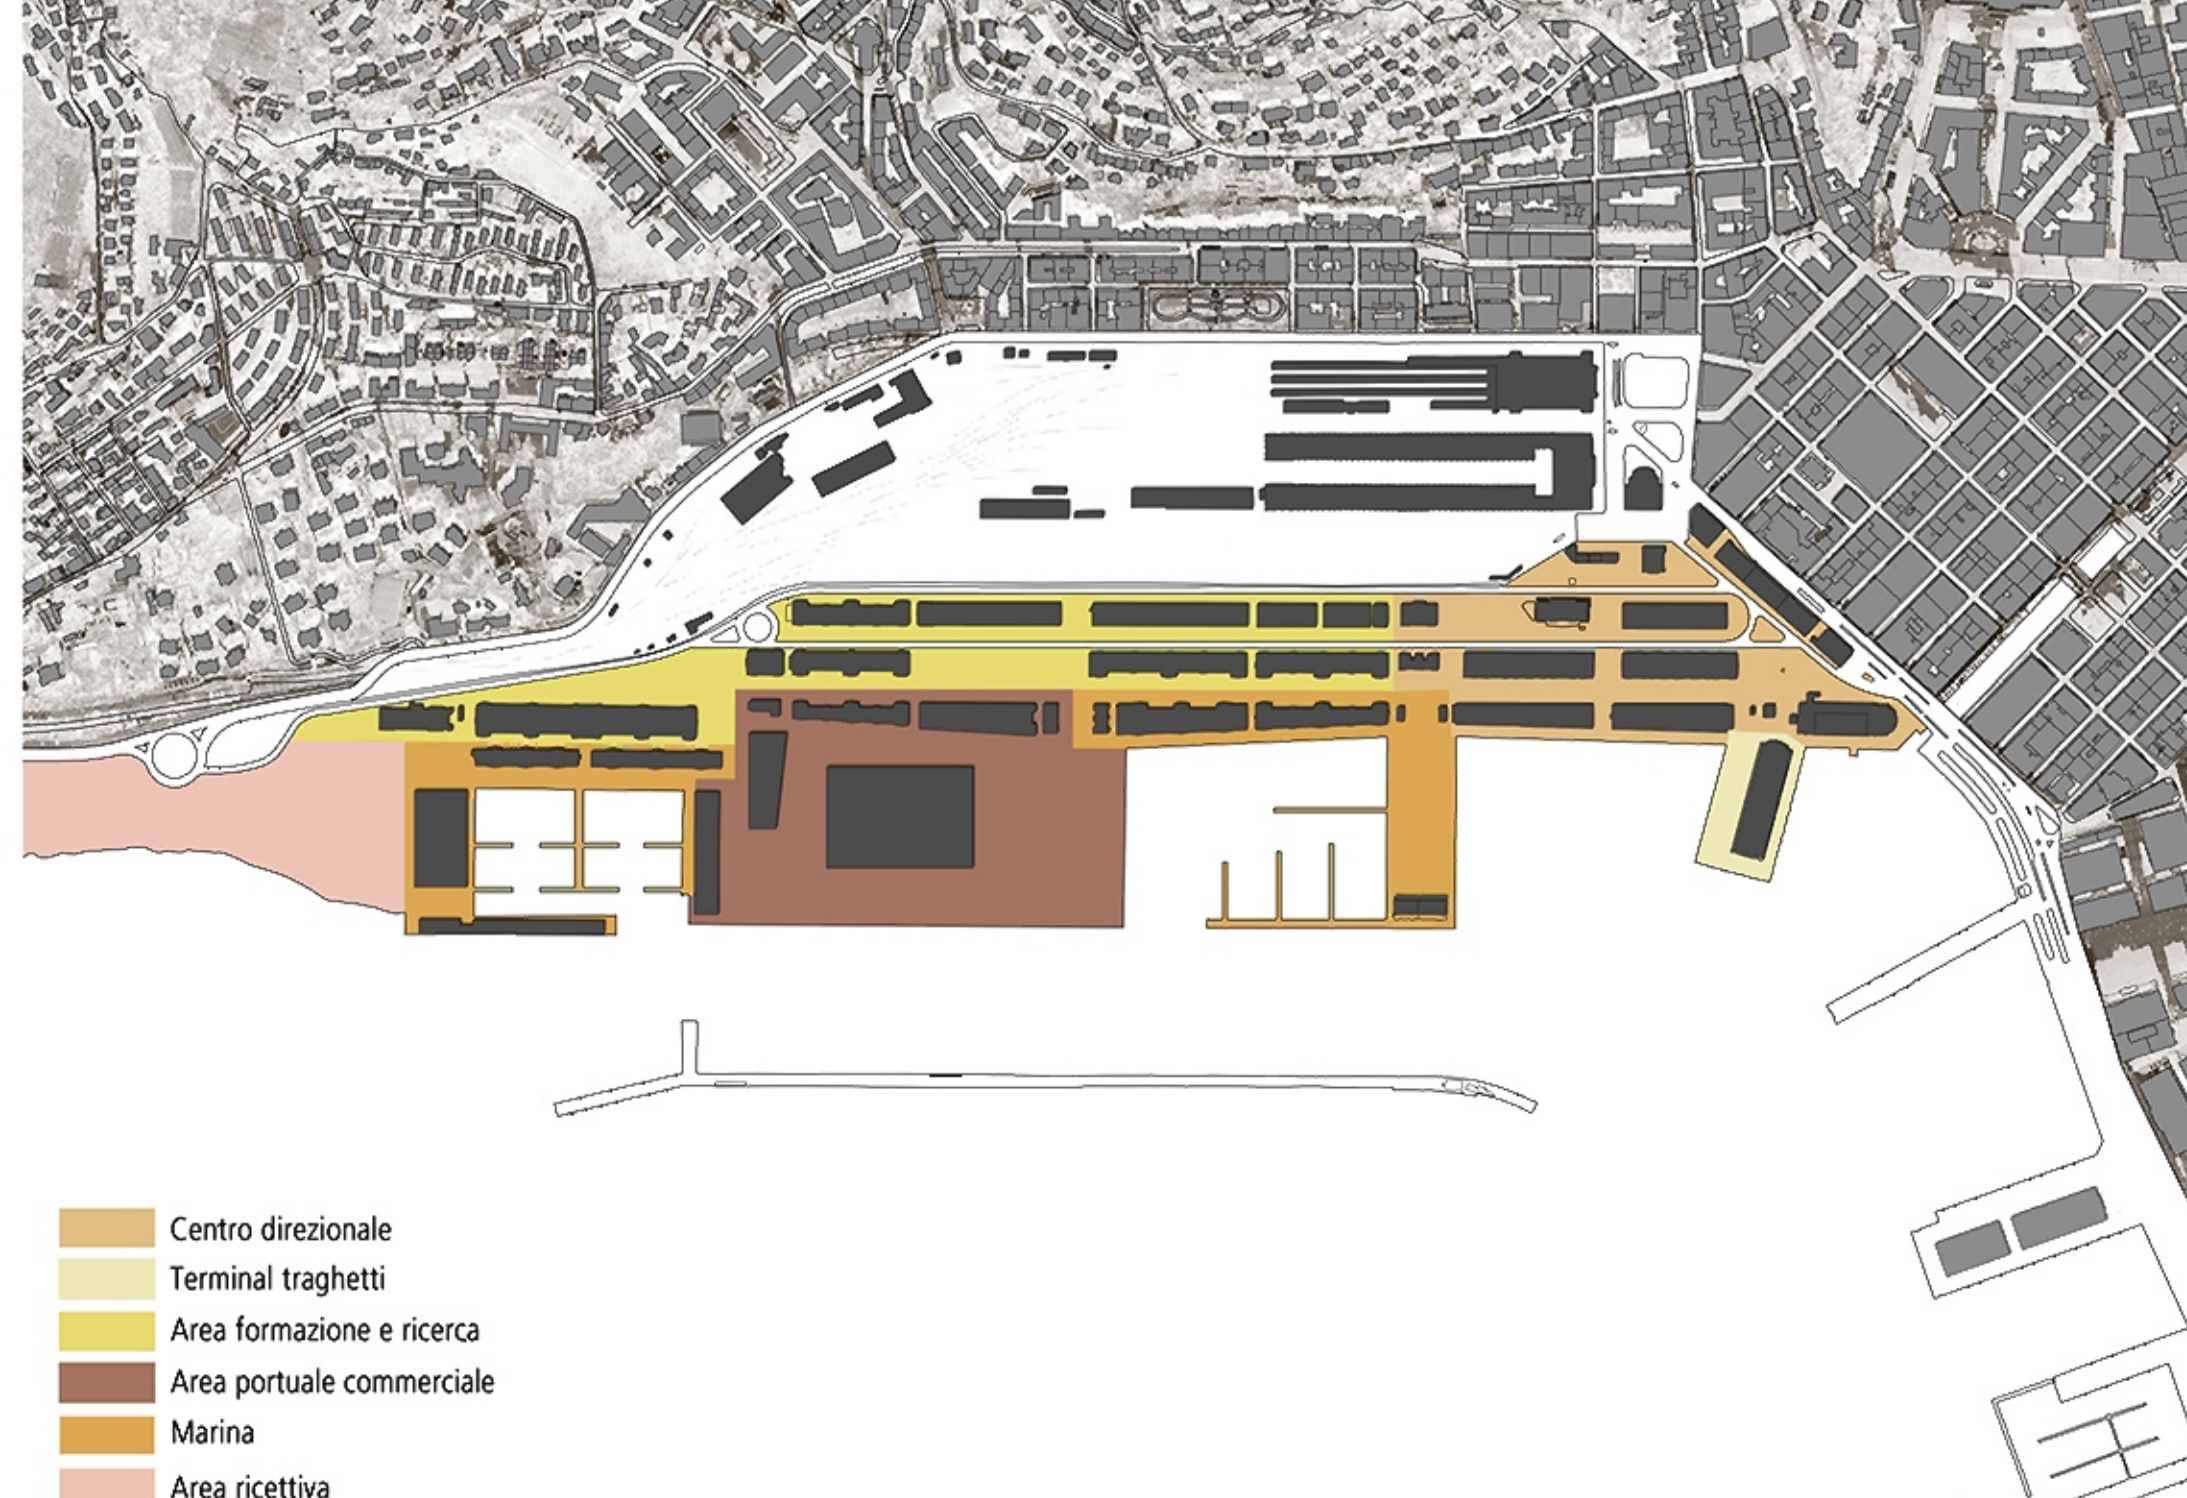 Centro direzionale
Terminal traghetti
Area formazione e ricerca
Area portuale commerciale
Marina
Area ricettiva